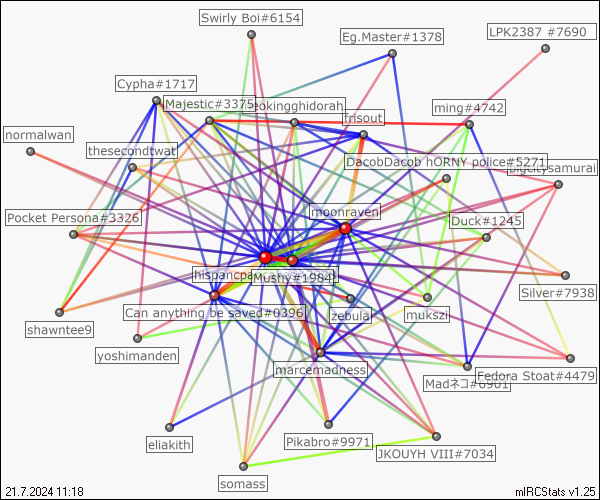 Swirly Boi#6154
LPK2387 #7690
Eg.Master#1378
Cypha#1717
Majestic#3375
okingghidorah
ming#4742
frisout
normalwan
thesecondtwat
DacobDacob hORNY police#5271
bigcitysamurai
moonraven
Pocket Persona#3326
Duck#1245
hispancpa
Mushy#1984
Silver#7938
Can anything be saved#0396
zebula
mukszi
shawntee9
yoshimanden
marcemadness
Fedora Stoat#4479
Madネコ#6961
eliakith
Pikabro#9971
JKOUYH VIII#7034
somass
21.7.2024 11:18
mIRCStats v1.25